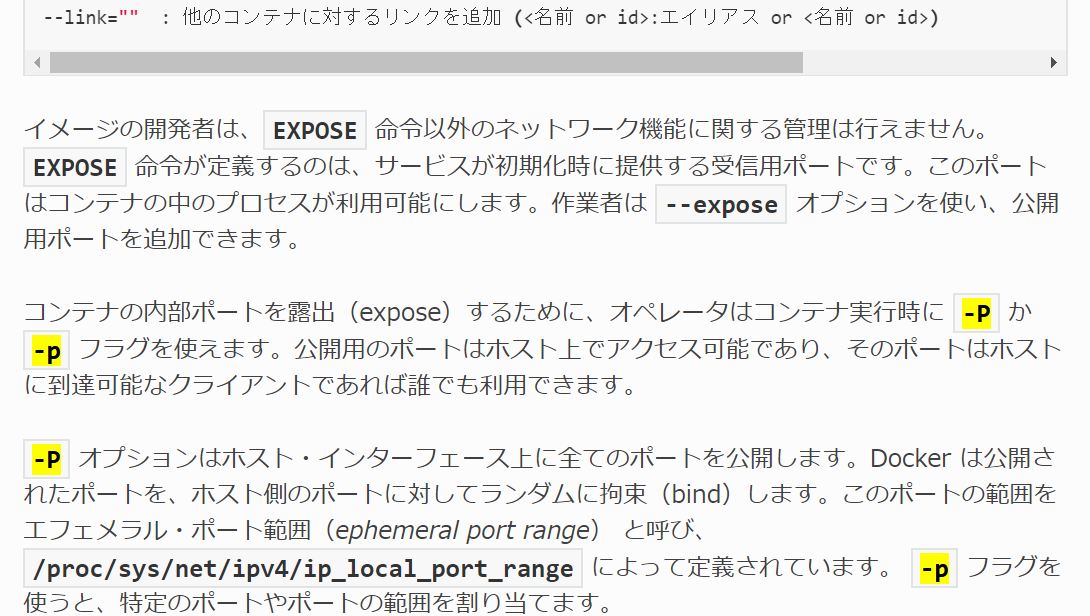 --link=""  : 他のコンテナに対するリンクを追加 (<名前 or id>:エイリアス or <名前 or id>)
イメージの開発者は、 EXPOSE 命令以外のネットワーク機能に関する管理は行えません。
EXPOSE 命令が定義するのは、サービスが初期化時に提供する受信用ポートです。このポート
はコンテナの中のプロセスが利用可能にします。作業者は --expose オプションを使い、公開
用ポートを追加できます。
コンテナの内部ポートを露出（expose）するために、オペレータはコンテナ実行時に -P か
-p フラグを使えます。公開用のポートはホスト上でアクセス可能であり、そのポートはホスト
に到達可能なクライアントであれば誰でも利用できます。
-P オプションはホスト・インターフェース上に全てのポートを公開します。Docker は公開さ
れたポートを、ホスト側のポートに対してランダムに拘束（bind）します。このポートの範囲を
エフェメラル・ポート範囲（ephemeral port range） と呼び、
/proc/sys/net/ipv4/ip_local_port_range によって定義されています。 -p フラグを
使うと、特定のポートやポートの範囲を割り当てます。